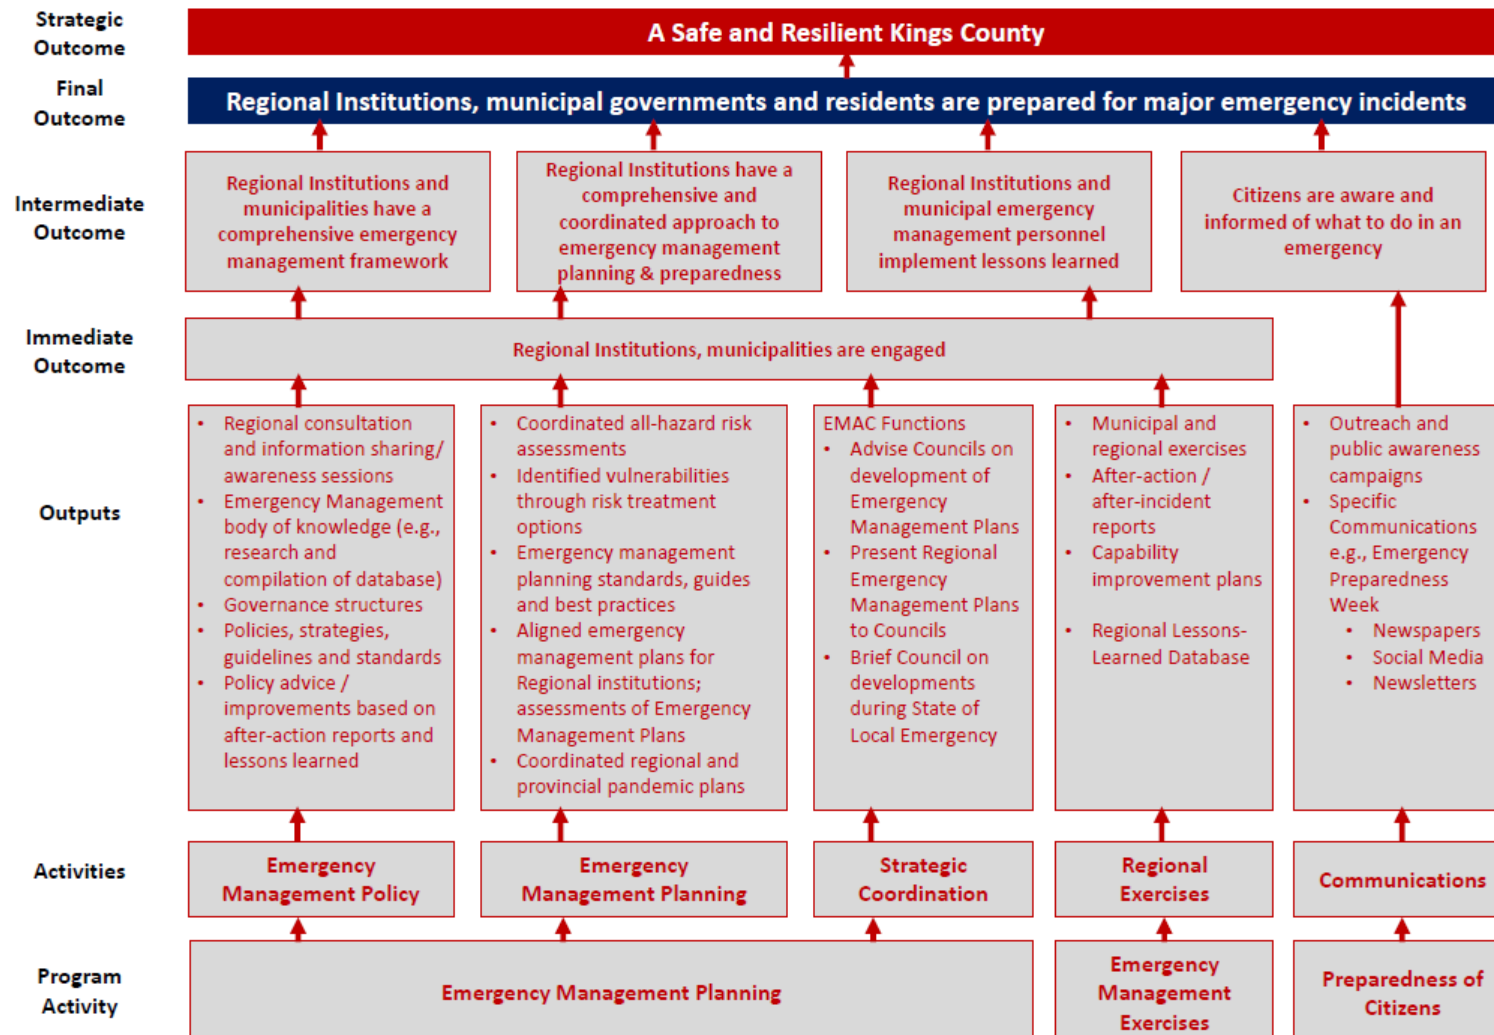 Strategic
Outcome
A Safe and Resilient Kings County
Final
Outcome
Regional Institutions, municipal governments and residents are prepared for major emergency incidents
Intermediate
Outcome
Regional Institutions and
municipalities have a
comprehensive emergency
management framework
Regional Institutions have a
comprehensive and
coordinated approach to
emergency management
planning & preparedness
Regional Institutions and
municipal emergency
management personnel
implement lessons learned
Citizens are aware and
informed of what to do in an
emergency
Immediate
Outcome
Regional Institutions, municipalities are engaged
Outputs
• Regional consultation
and information sharing/
awareness sessions
• Emergency Management
body of knowledge (e.g.,
research and
compilation of database)
• Governance structures
• Policies, strategies,
guidelines and standards
• Policy advice /
improvements based on
after-action reports and
lessons learned
• Coordinated all-hazard risk
assessments
• Identified vulnerabilities
through risk treatment
options
• Emergency management
planning standards, guides
and best practices
• Aligned emergency
management plans for
Regional institutions;
assessments of Emergency
Management Plans
• Coordinated regional and
provincial pandemic plans
EMAC Functions
• Advise Councils on
development of
Emergency
Management Plans
• Present Regional
Emergency
Management Plans
to Councils
• Brief Council on
developments
during State of
Local Emergency
• Municipal and
regional exercises
• After-action /
after-incident
reports
• Capability
improvement plans
• Regional Lessons-
Learned Database
• Outreach and
public awareness
campaigns
• Specific
Communications
e.g., Emergency
Preparedness
Week
• Newspapers
• Social Media
• Newsletters
Activities
Emergency
Management Policy
Emergency
Management Planning
Strategic
Coordination
Regional
Exercises
Communications
Program
Activity
Emergency Management Planning
Emergency
Management
Exercises
Preparedness of
Citizens